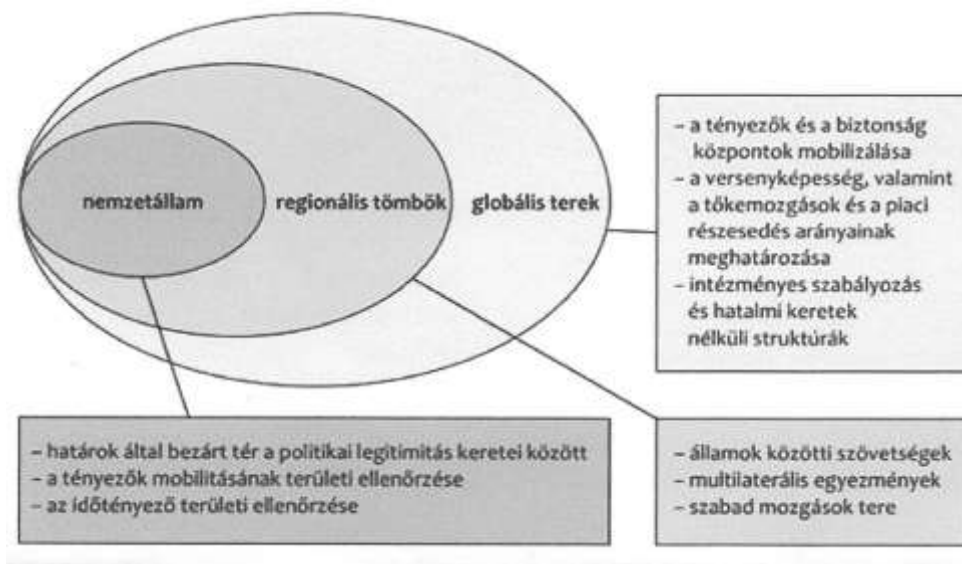 nemzetállam
regionális tömbök
globális terek
– a tényezők és a biztonság
központok mobilizálása
– a versenyképesség, valamint
a tőkemozgások és a piaci
részesedés arányainak
meghatározása
– intézményes szabályozás
és hatalmi keretek
nélküli struktúrák
– határok által bezárt tér a politikai legitimitás keretei között
– a tényezők mobilitásának területi ellenőrzése
– az időtényező területi ellenőrzése
– államok közötti szövetségek
– multilaterális egyezmények
– szabad mozgások tere